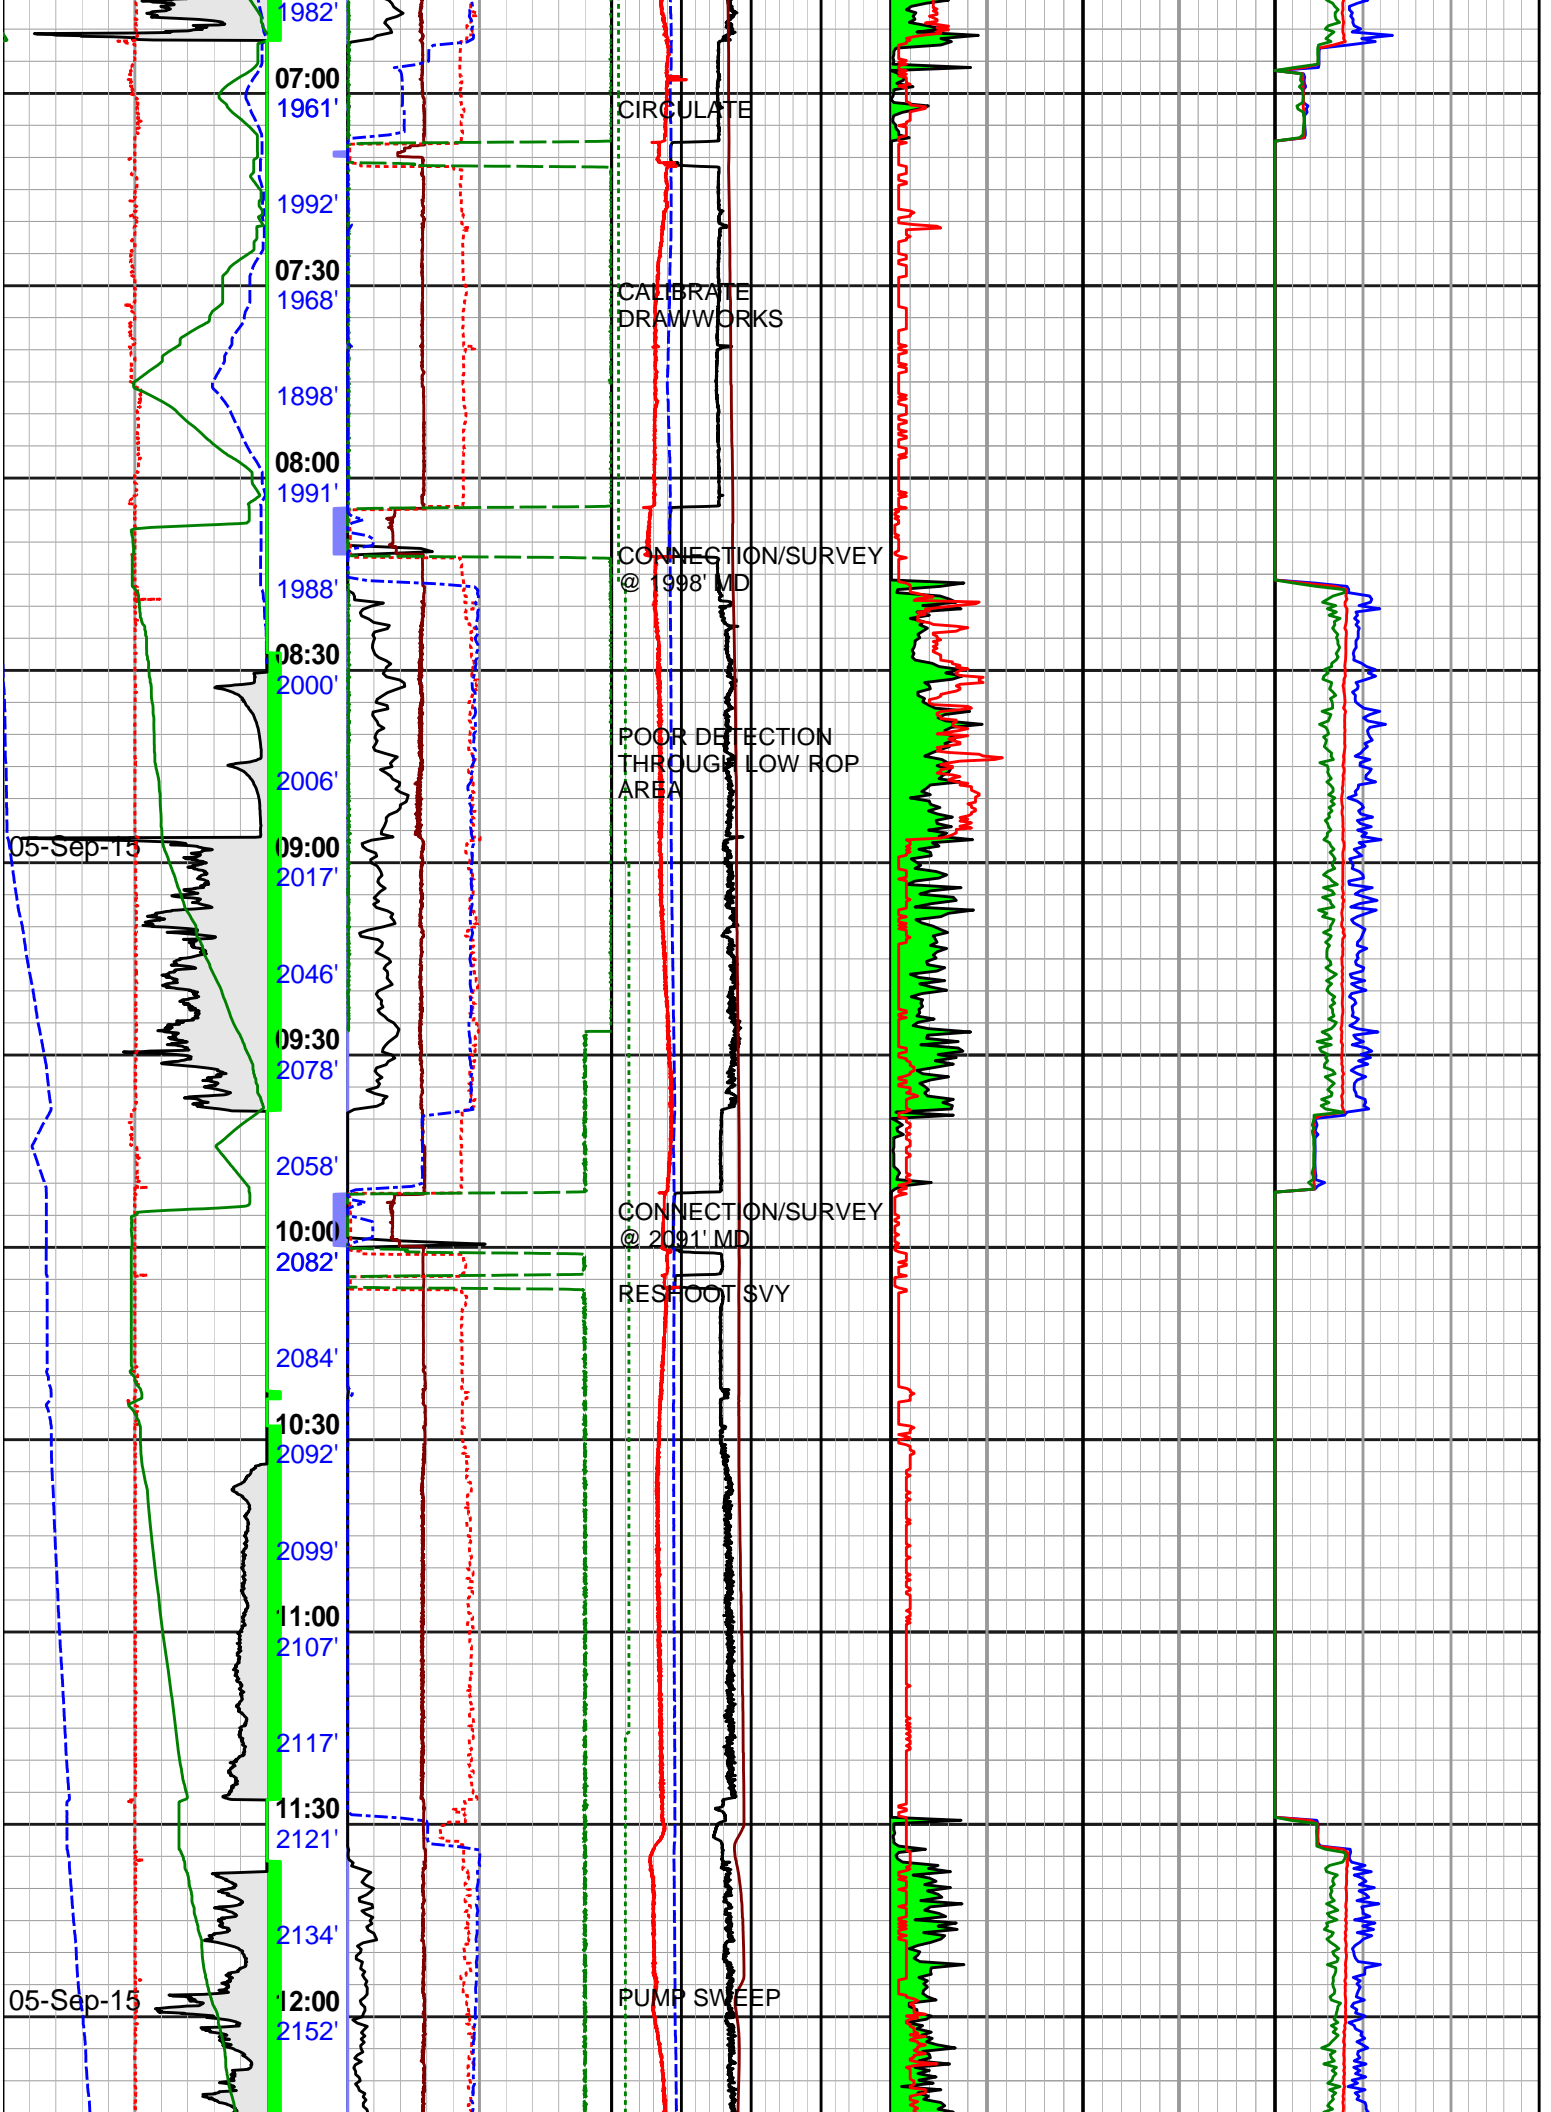 1982'
07:00
1961'
CIRCULATE
1992'
07:30
1968'
CALIBRATE
DRAWWORKS
1898'
08:00
1991'
CONNECTION/SURVEY
@ 1998' MD
1988'
08:30
2000'
POOR DETECTION
THROUGH LOW ROP
AREA
2006'
05-Sep-15
09:00
2017'
2046'
09:30
2078'
2058'
CONNECTION/SURVEY
@ 2091' MD
10:00
2082'
RESHOOT SVY
2084'
10:30
2092'
2099'
11:00
2107'
2117'
11:30
2121'
2134'
05-Sep-15
12:00
PUMP SWEEP
2152'